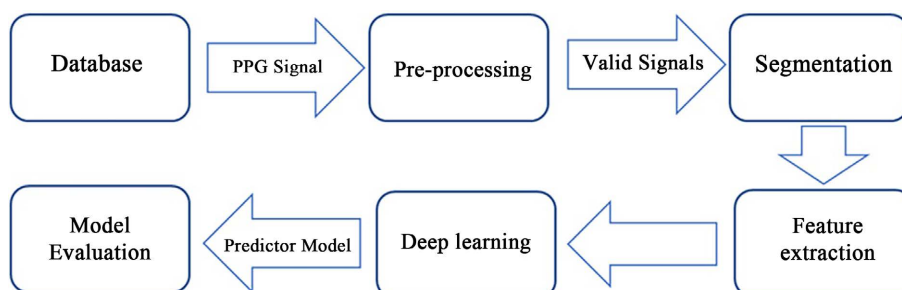 Database
PPG Signal
Pre-processing
Valid Signals
Segmentation
Feature
extraction
Deep learning
Predictor Model
Model
Evaluation